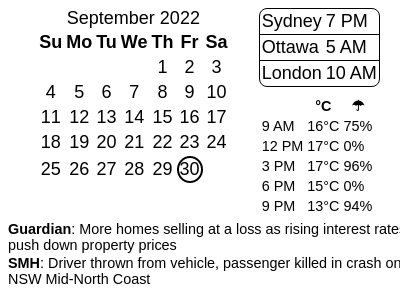 September 2022
Su Mo Tu We Th Fr Sa
1 2 3
4 5 6 7 8 9 10
11 12 13 14 15 16 17
18 19 20 21 22 23 24
25 26 27 28 29 30
Sydney 7 PM
Ottawa 5 AM
London 10 AM
°C ☂
9 AM 16°C 75%
12 PM 17°C 0%
3 PM 17°C 96%
6 PM 15°C 0%
9 PM 13°C 94%
Guardian: More homes selling at a loss as rising interest rates
push down property prices
SMH: Driver thrown from vehicle, passenger killed in crash on
NSW Mid-North Coast